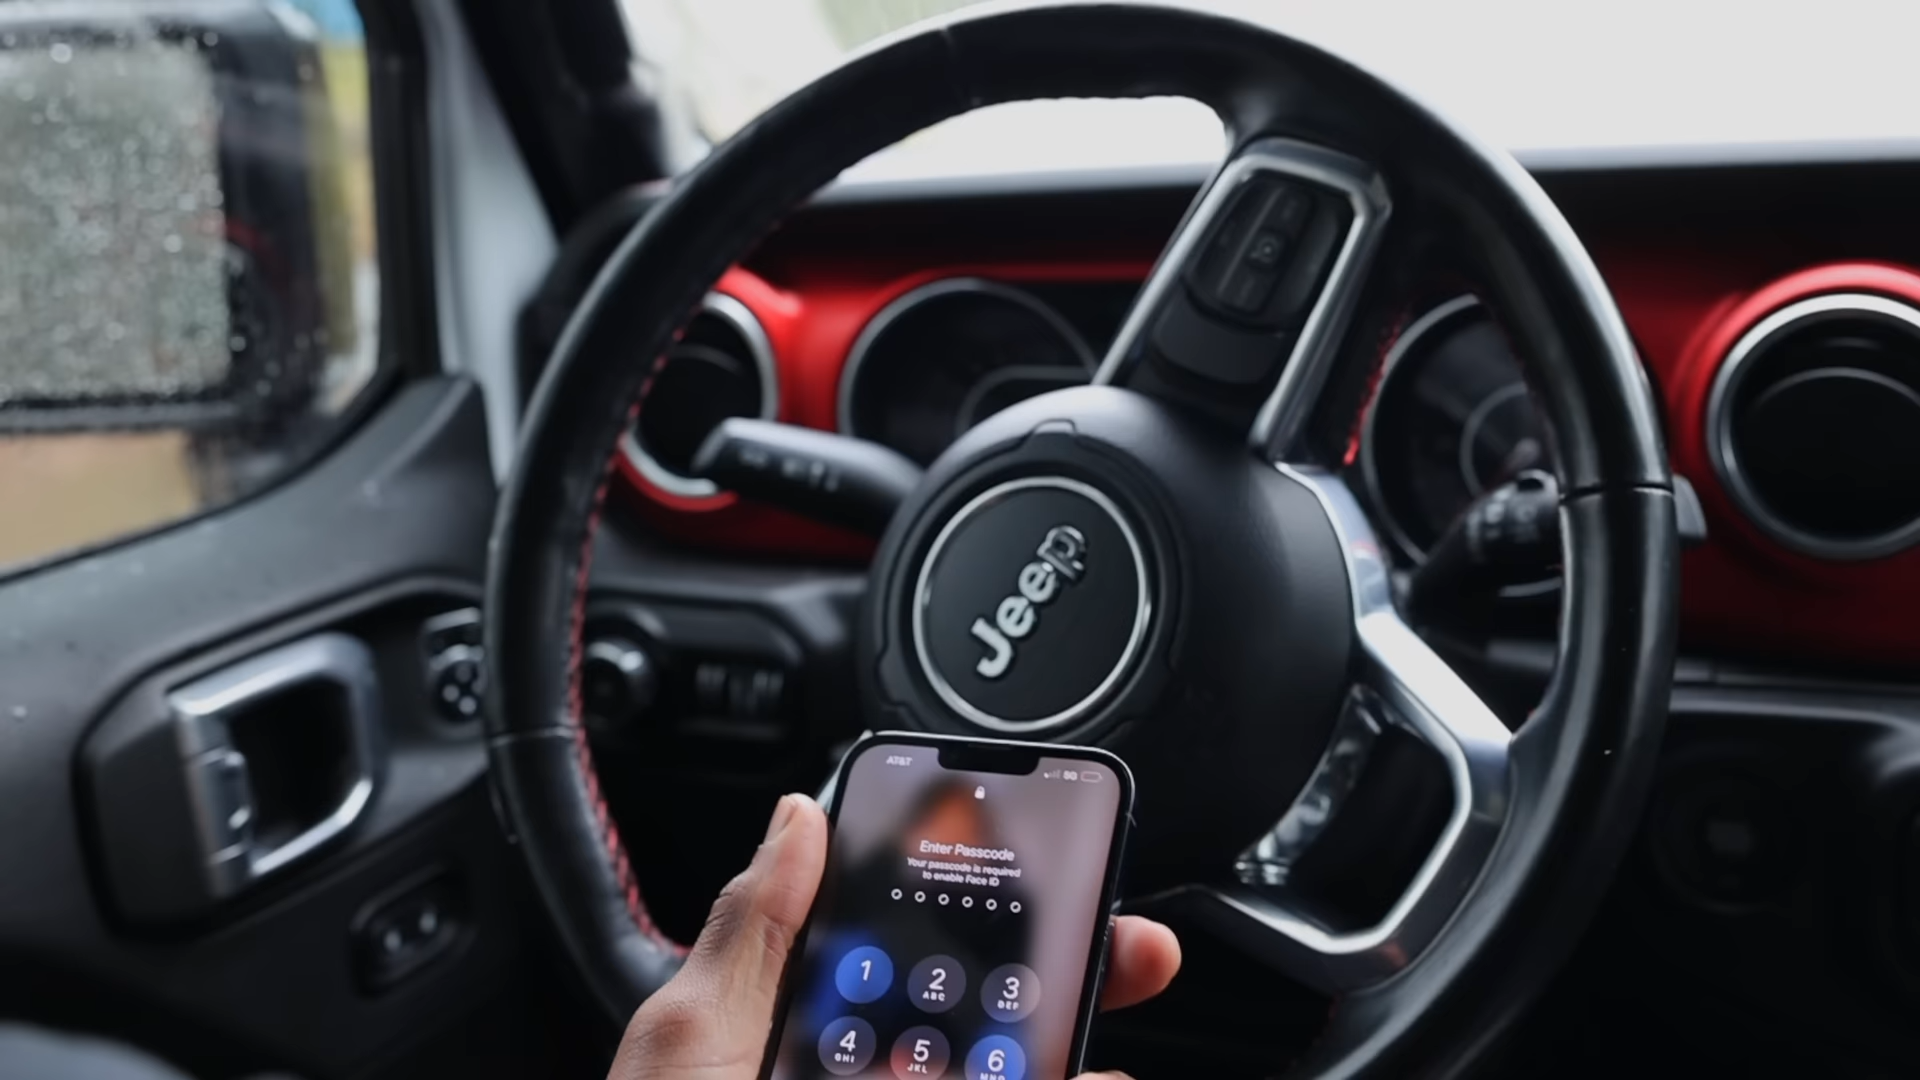 Jeep
AT&T
5G
Enter Passcode
Your passcode is required
to enable Face ID
1
2
ABC
3
DEF
4
GHI
5
JKL
6
MNO